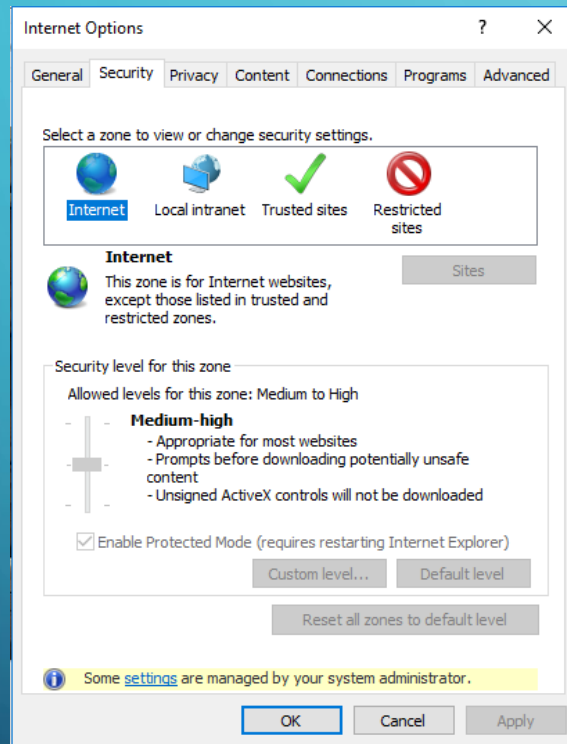 Internet Options
?
General Security Privacy Content Connections Programs Advanced
Select a zone to view or change security settings.
Internet
Local intranet
Trusted sites
Restricted
sites
Internet
This zone is for Internet websites,
except those listed in trusted and
restricted zones.
Sites
Security level for this zone
Allowed levels for this zone: Medium to High
Medium-high
- Appropriate for most websites
- Prompts before downloading potentially unsafe
content
- Unsigned ActiveX controls will not be downloaded
Enable Protected Mode (requires restarting Internet Explorer)
Custom level... Default level
Reset all zones to default level
Some settings are managed by your system administrator.
OK Cancel Apply